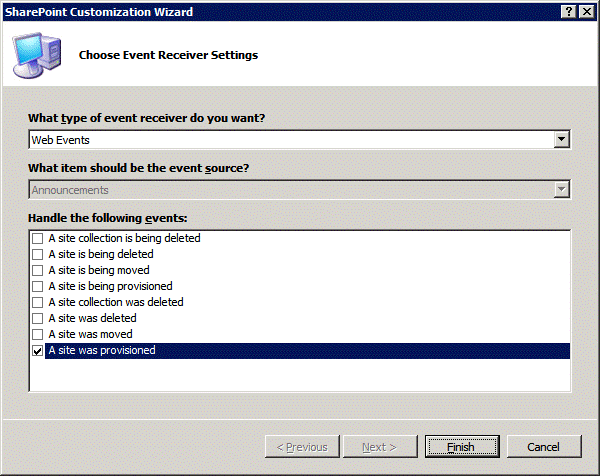 SharePoint Customization Wizard
Choose Event Receiver Settings
What type of event receiver do you want?
Web Events
What item should be the event source?
Announcements
Handle the following events:
A site collection is being deleted
A site is being deleted
A site is being moved
A site is being provisioned
A site collection was deleted
A site was deleted
A site was moved
A site was provisioned
< Previous Next > Finish Cancel